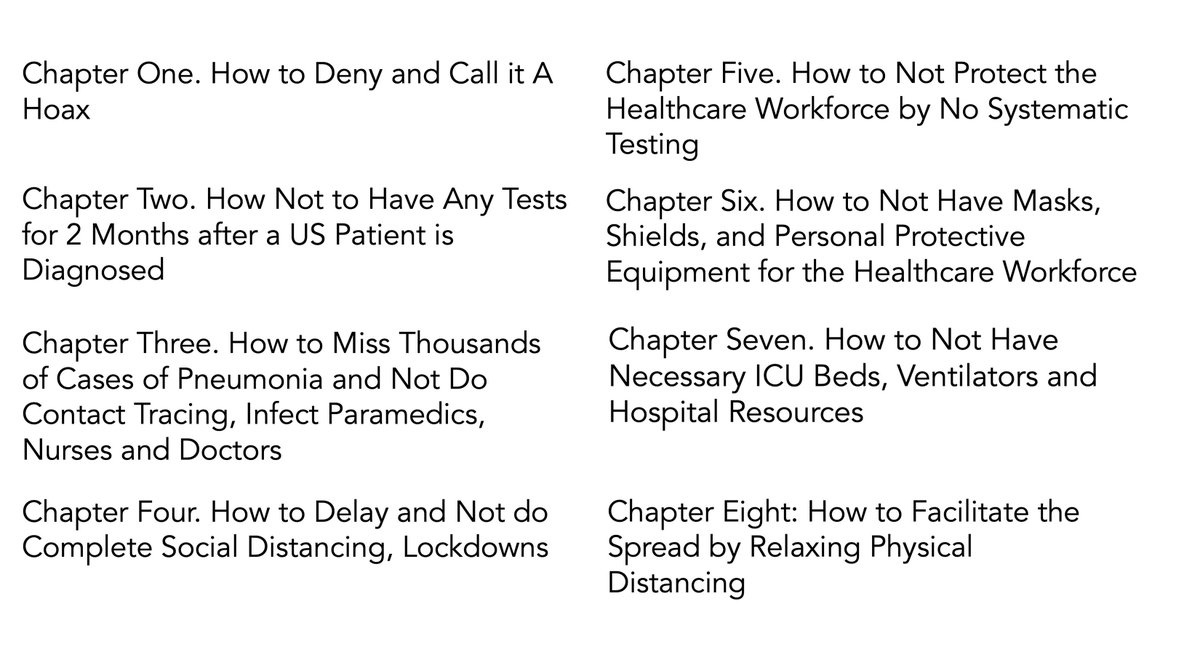 Chapter One. How to Deny and Call it A
Hoax
Chapter Two. How Not to Have Any Tests
for 2 Months after a US Patient is
Diagnosed
Chapter Three. How to Miss Thousands
of Cases of Pneumonia and Not Do
Contact Tracing, Infect Paramedics,
Nurses and Doctors
Chapter Four. How to Delay and Not do
Complete Social Distancing, Lockdowns
Chapter Five. How to Not Protect the
Healthcare Workforce by No Systematic
Testing
Chapter Six. How to Not Have Masks,
Shields, and Personal Protective
Equipment for the Healthcare Workforce
Chapter Seven. How to Not Have
Necessary ICU Beds, Ventilators and
Hospital Resources
Chapter Eight: How to Facilitate the
Spread by Relaxing Physical
Distancing